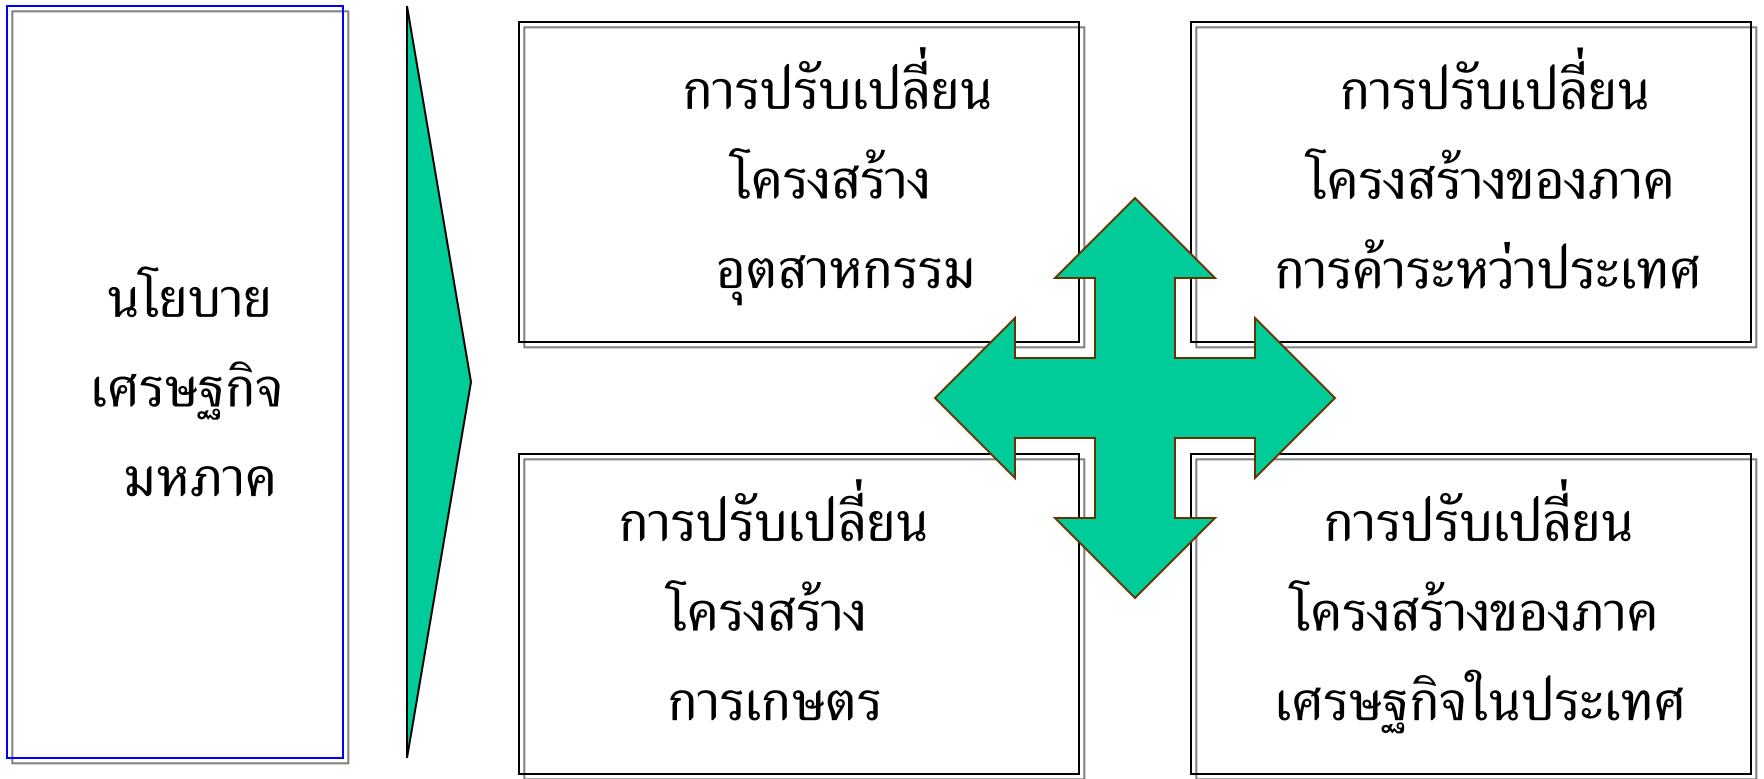 นโยบาย
เศรษฐกิจ
มหภาค
การปรับเปลี่ยน
โครงสร้าง
อุตสาหกรรม
การปรับเปลี่ยน
โครงสร้างของภาค
การค้าระหว่าประเทศ
การปรับเปลี่ยน
โครงสร้าง
การเกษตร
การปรับเปลี่ยน
โครงสร้างของภาค
เศรษฐกิจในประเทศ